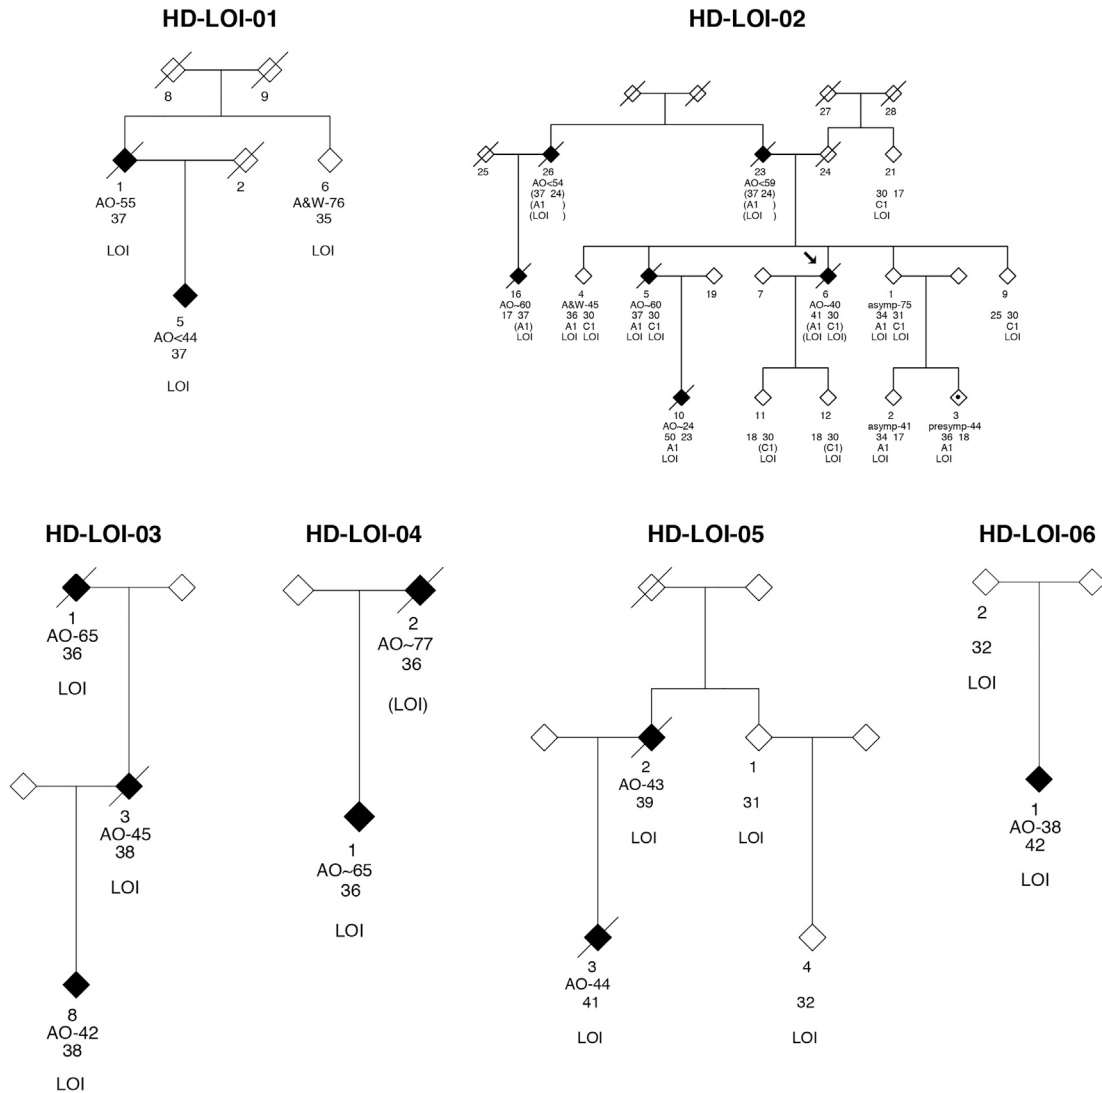 HD-LOI-01
8 9
1 2 6
AO-55 A&W-76
37 35
LOI LOI
5
AO<44
37
LOI
HD-LOI-02
27 28
25 26 23 24 21
AO<54 AO<59
(37 24) (37 24) 30 17
(A1 ) (A1 ) C1
(LOI ) (LOI ) LOI
16 4 5 19 7 6 1 9
AO~60 A&W-45 AO~60 AO~40 asymp-75
17 37 36 30 37 30 41 30 34 31 25 30
(A1) A1 C1 A1 C1 (A1 C1) A1 C1 C1
LOI LOI LOI LOI LOI (LOI LOI) LOI LOI LOI
10 11 12 2 3
AO~24 asymp-41 presymp-44
50 23 18 30 18 30 34 17 36 18
A1 (C1) (C1) A1 A1
LOI LOI LOI LOI LOI
HD-LOI-03
1
AO-65
36
LOI
3
AO-45
38
LOI
8
AO-42
38
LOI
HD-LOI-04
2
AO~77
36
(LOI)
1
AO~65
36
LOI
HD-LOI-05
2 1
AO-43
39 31
LOI LOI
3 4
AO-44
41 32
LOI LOI
HD-LOI-06
2
32
LOI
1
AO-38
42
LOI